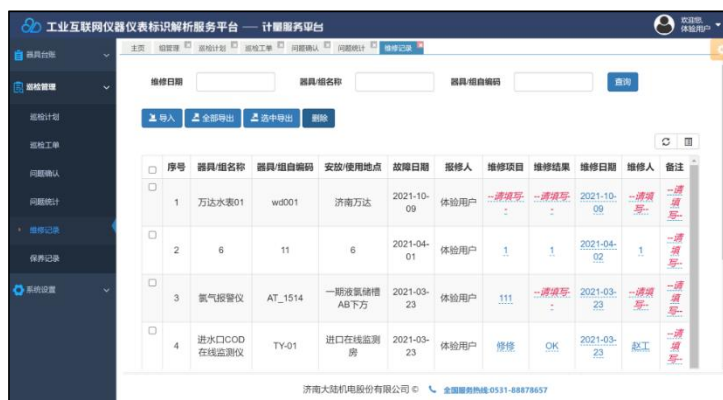 工业互联网仪器仪表标识解析服务平台 — 计量服务平台
欢迎您,
体验用户
器具台账
巡检管理
巡检计划
巡检工单
问题确认
问题统计
维修记录
保养记录
系统设置
主页 组管理 巡检计划 巡检工单 问题确认 问题统计 维修记录
维修日期 器具/组名称 器具/组自编码 查询
导入 全部导出 选中导出 删除
序号 器具/组名称 器具/组自编码 安放/使用地点 故障日期 报修人 维修项目 维修结果 维修日期 维修人 备注
1 万达水表01 wd001 济南万达 2021-10-09 体验用户 --请填写-- --请填写-- 2021-10-09 --请填写-- --请填写--
2 6 11 6 2021-04-01 体验用户 1 1 2021-04-02 1 --请填写--
3 氯气报警仪 AT_1514 一期液氯储槽AB下方 2021-03-23 体验用户 111 --请填写-- 2021-03-23 --请填写-- --请填写--
4 进水口COD在线监测仪 TY-01 进口在线监测房 2021-03-23 体验用户 修修 OK 2021-03-23 赵工 --请填写--
济南大陆机电股份有限公司 © 全国服务热线:0531-88878657